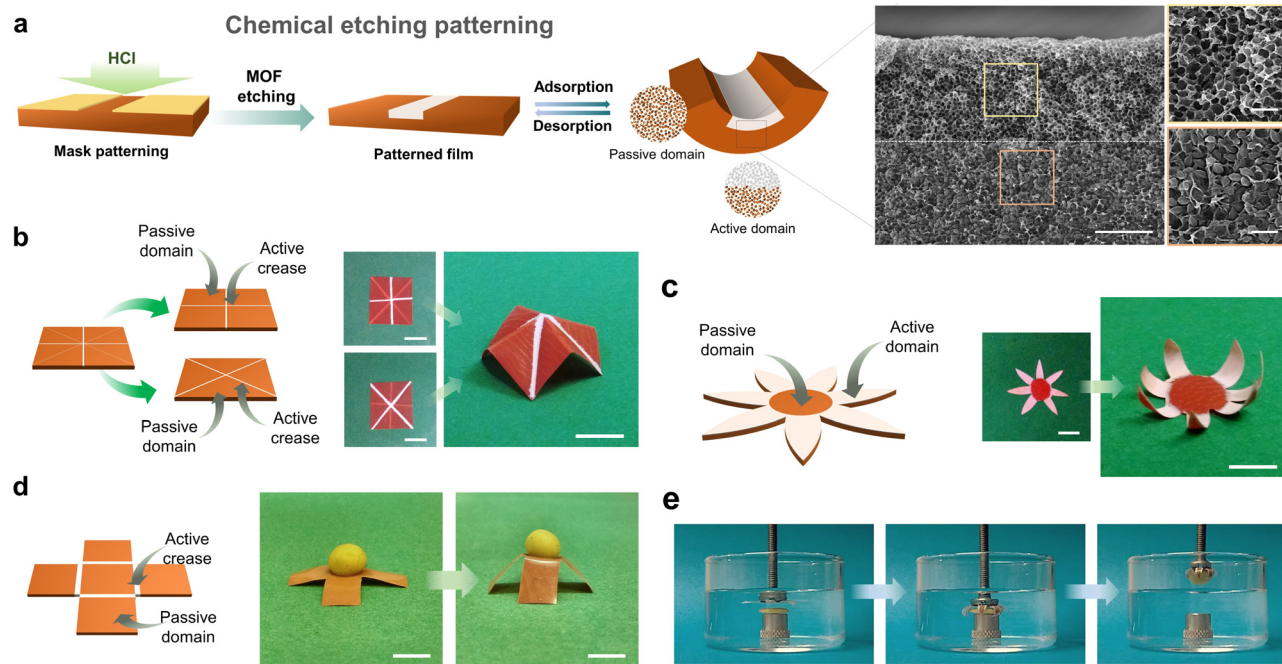 Chemical etching patterning
a
HCl
MOF
etching
Mask patterning
Patterned film
Adsorption
Desorption
Passive domain
Active domain
b
Passive
domain
Active
crease
Passive
domain
Active
crease
c
Passive
domain
Active
domain
d
Active
crease
Passive
domain
e